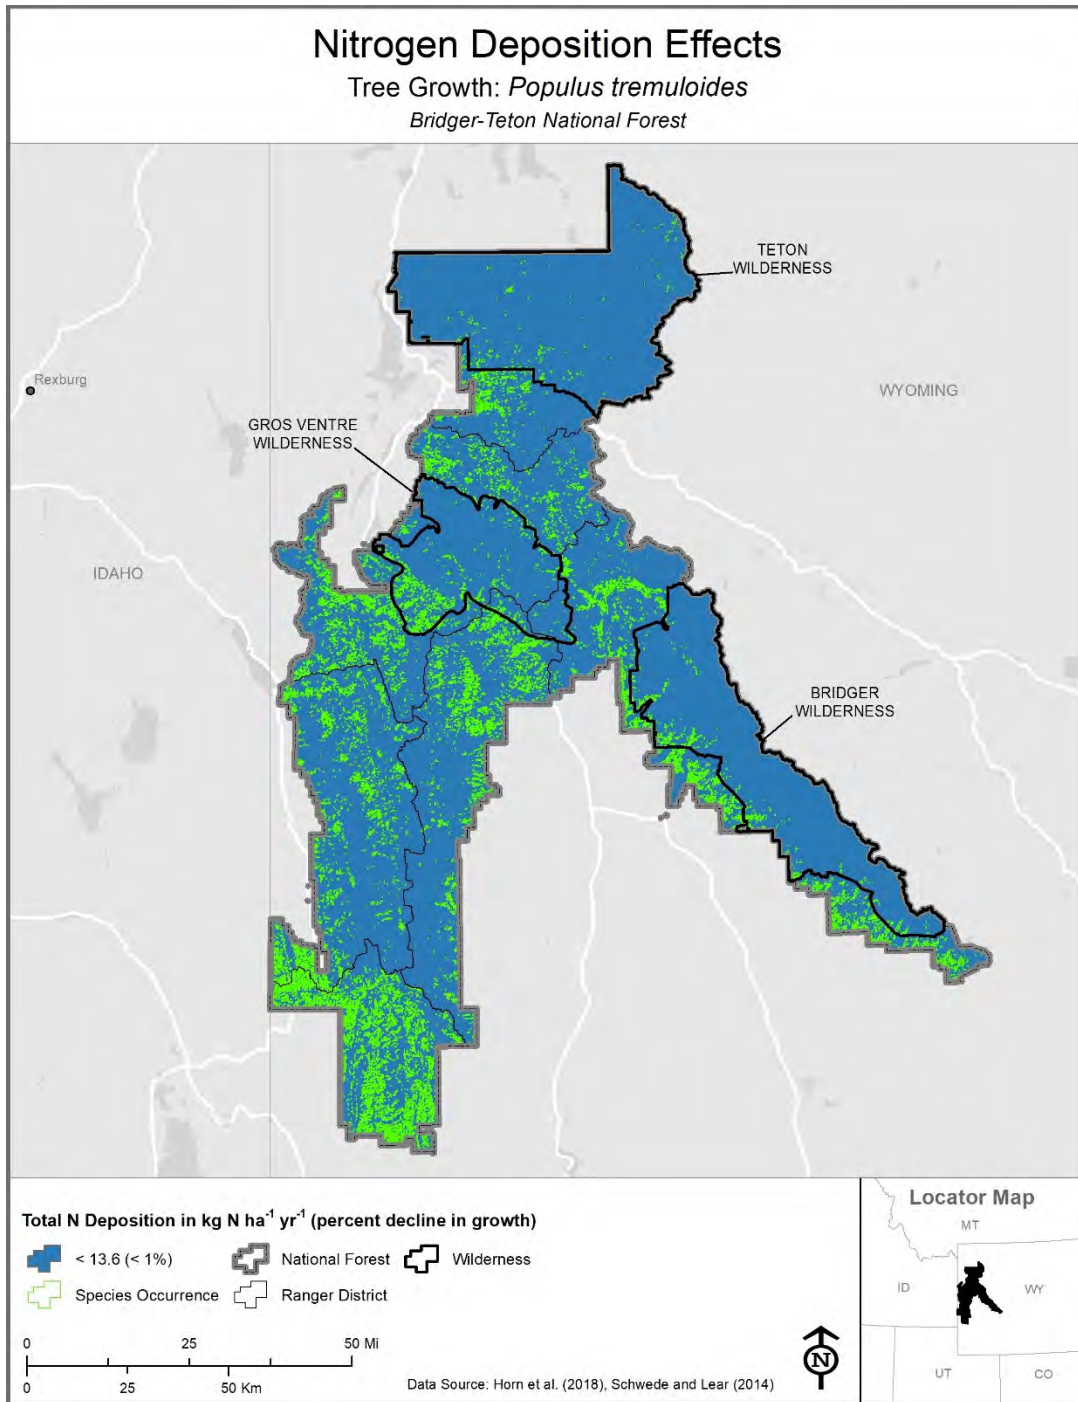 Nitrogen Deposition Effects
Tree Growth: Populus tremuloides
Bridger-Teton National Forest
TETON
WILDERNESS
Rexburg
WYOMING
GROS VENTRE
WILDERNESS
IDAHO
BRIDGER
WILDERNESS
Total N Deposition in kg N ha⁻¹ yr⁻¹ (percent decline in growth)
< 13.6 (< 1%)
National Forest
Wilderness
Species Occurrence
Ranger District
0 25 50 Mi
0 25 50 Km
Data Source: Horn et al. (2018), Schwede and Lear (2014)
N
Locator Map
MT
ID
WY
UT
CO